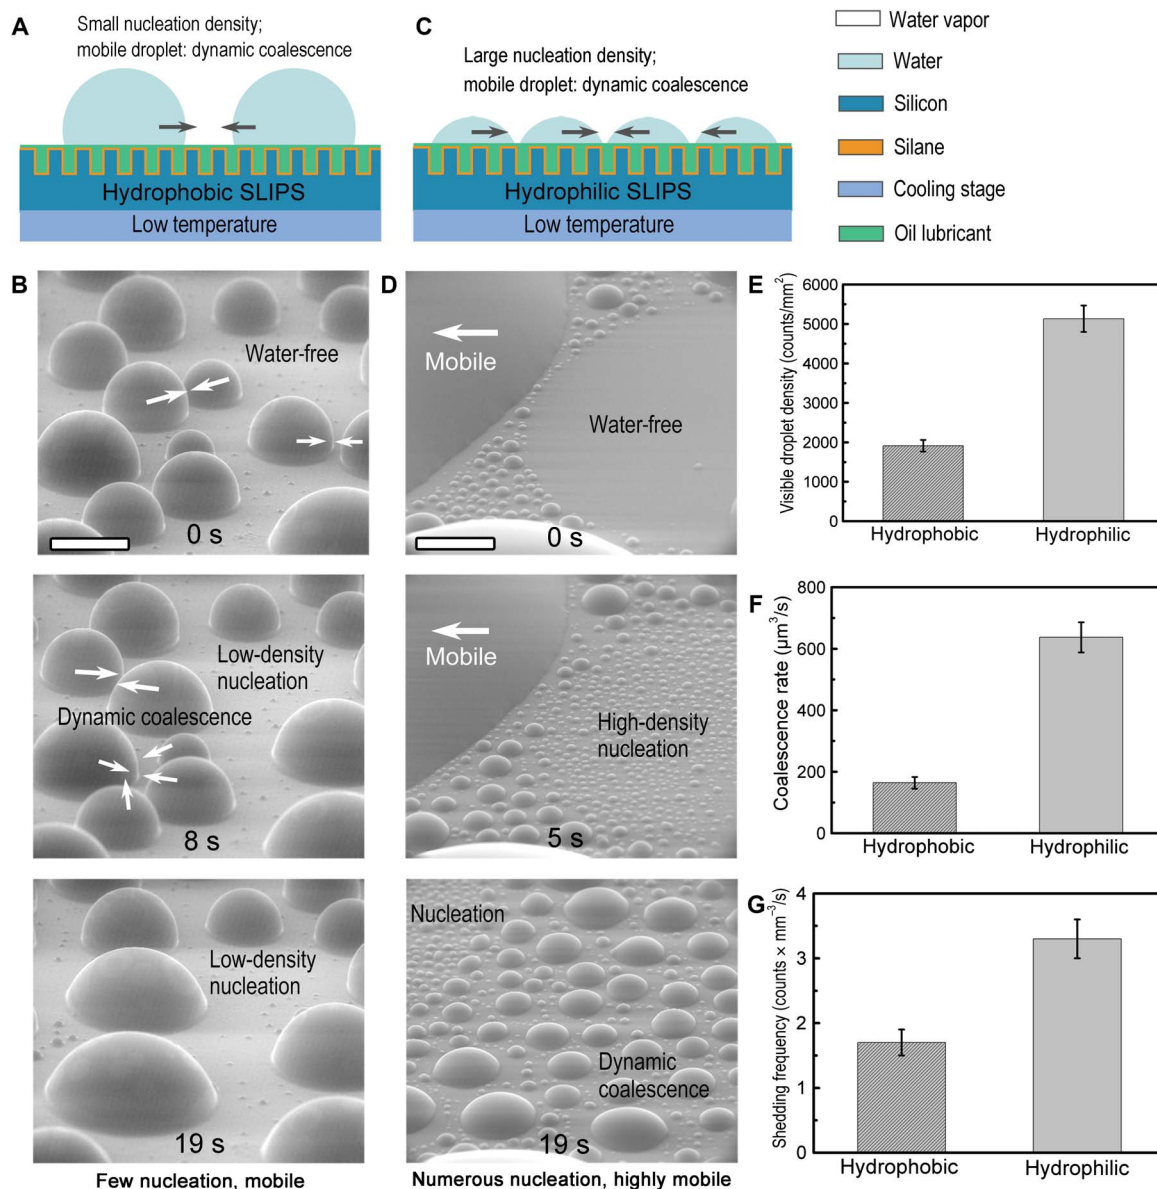 A
Small nucleation density;
mobile droplet: dynamic coalescence
Hydrophobic SLIPS
Low temperature
C
Large nucleation density;
mobile droplet: dynamic coalescence
Hydrophilic SLIPS
Low temperature
Water vapor
Water
Silicon
Silane
Cooling stage
Oil lubricant
B
Water-free
0 s
Low-density
nucleation
Dynamic coalescence
8 s
Low-density
nucleation
19 s
Few nucleation, mobile
D
Mobile
Water-free
0 s
Mobile
High-density
nucleation
5 s
Nucleation
Dynamic
coalescence
19 s
Numerous nucleation, highly mobile
E
Visible droplet density (counts/mm²)
6000
5000
4000
3000
2000
1000
0
Hydrophobic
Hydrophilic
F
Coalescence rate (µm³/s)
800
600
400
200
0
Hydrophobic
Hydrophilic
G
Shedding frequency (counts × mm⁻³/s)
4
3
2
1
0
Hydrophobic
Hydrophilic